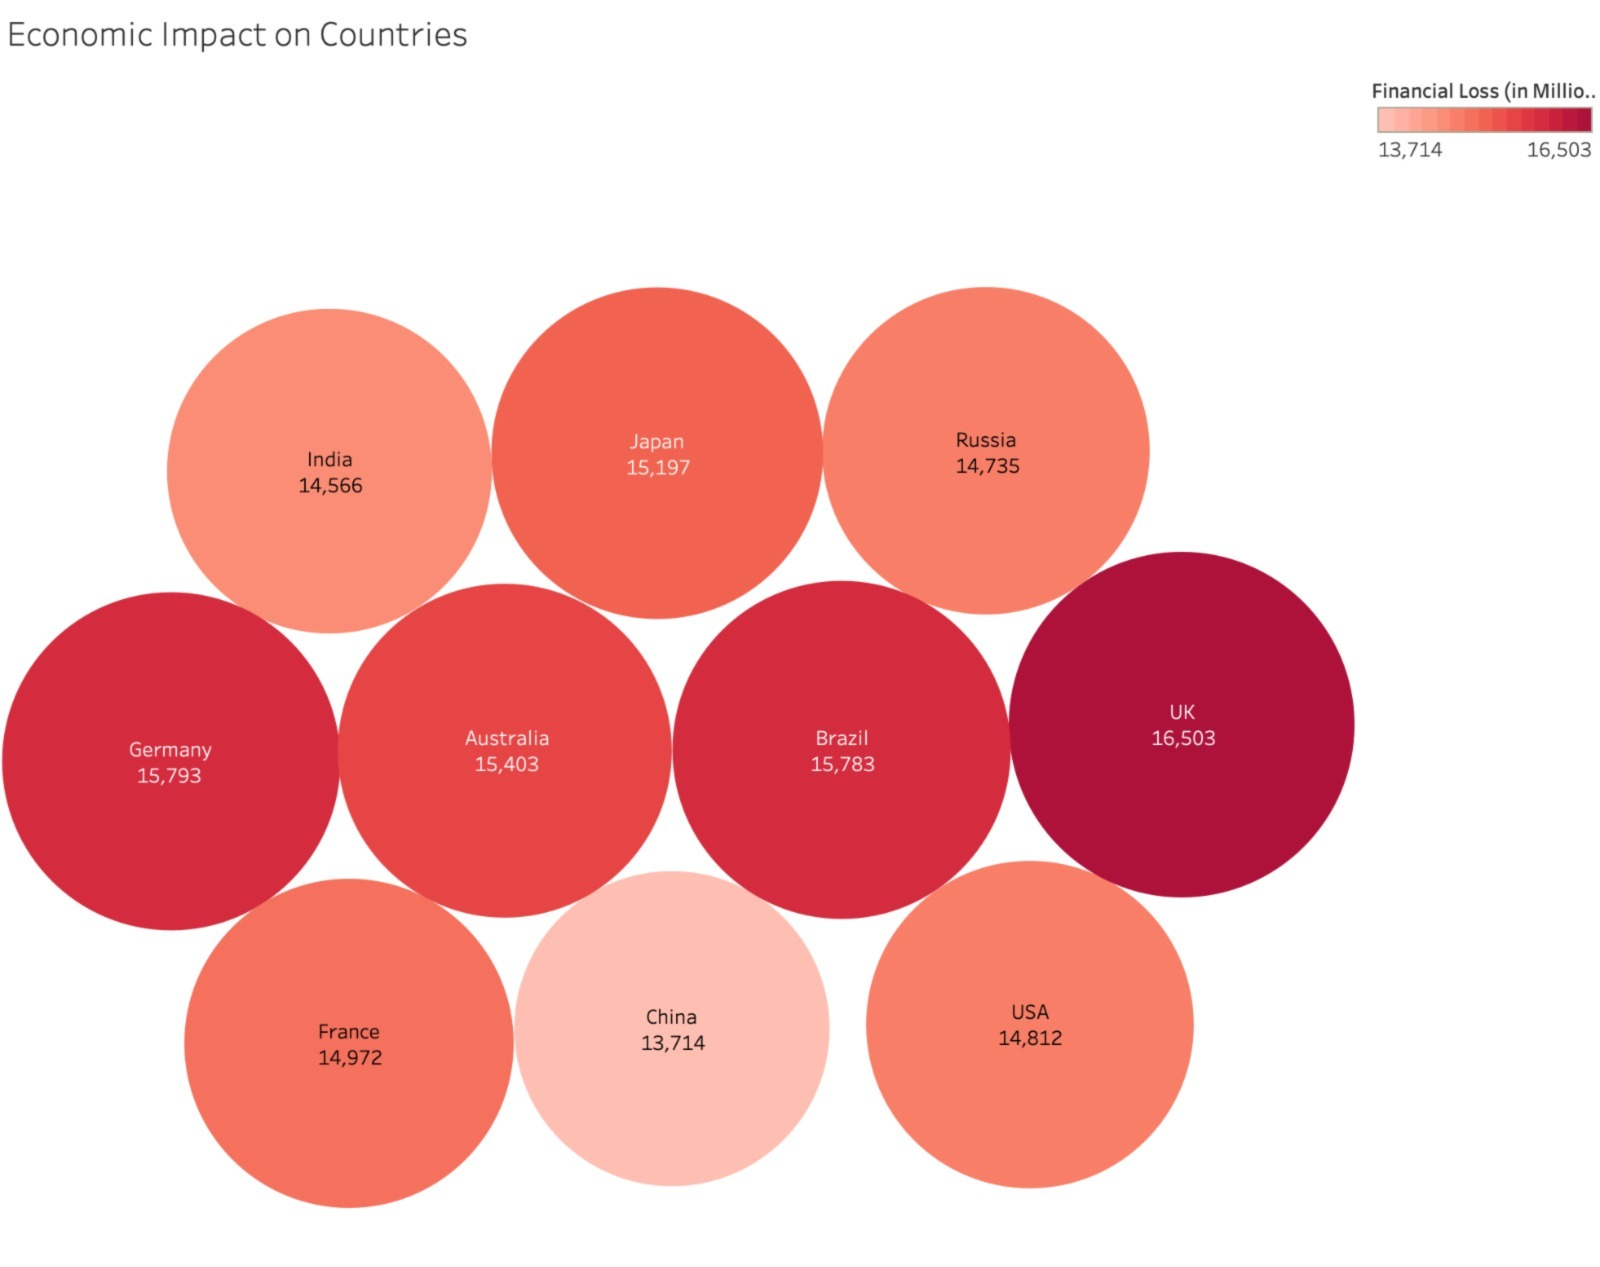 Economic Impact on Countries
Financial Loss (in Millio..
13,714 16,503
India
14,566
Japan
15,197
Russia
14,735
Germany
15,793
Australia
15,403
Brazil
15,783
UK
16,503
France
14,972
China
13,714
USA
14,812